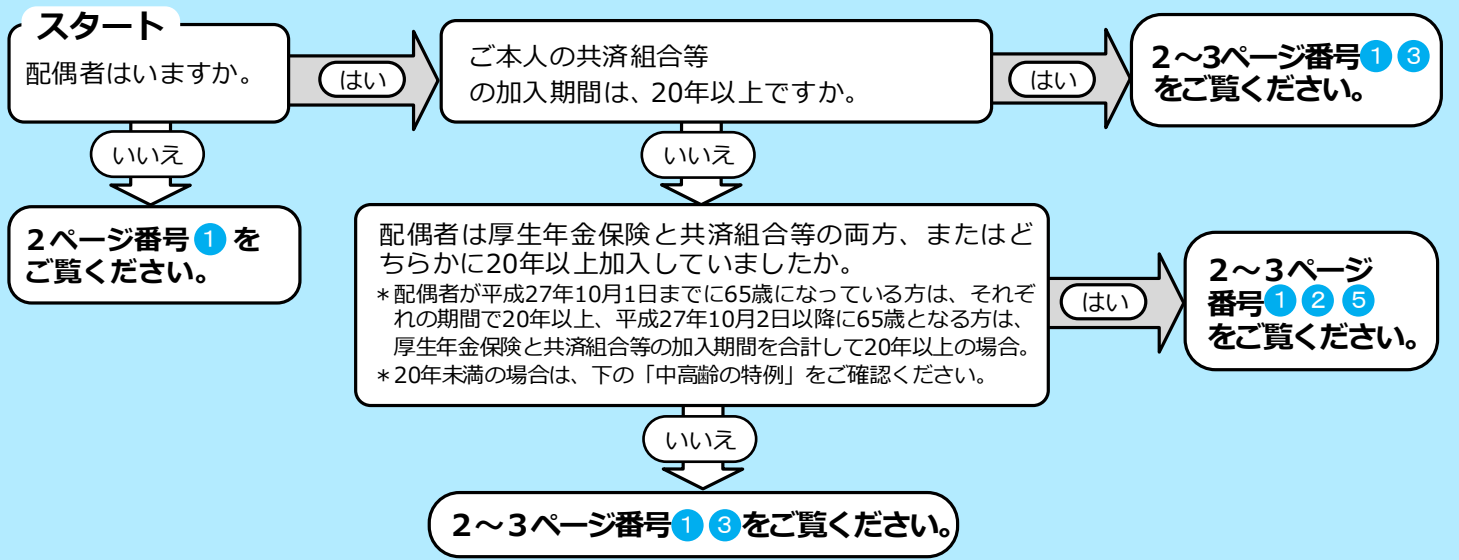 スタート
配偶者はいますか。
はい
ご本人の共済組合等
の加入期間は、20年以上ですか。
はい
2～3ページ番号1 3
をご覧ください。
いいえ
いいえ
2ページ番号 1 を
ご覧ください。
配偶者は厚生年金保険と共済組合等の両方、またはど
ちらかに20年以上加入していましたか。
＊配偶者が平成27年10月1日までに65歳になっている方は、それぞ
れの期間で20年以上、平成27年10月2日以降に65歳となる方は、
厚生年金保険と共済組合等の加入期間を合計して20年以上の場合。
＊20年未満の場合は、下の「中高齢の特例」をご確認ください。
はい
2～3ページ
番号1 2 5
をご覧ください。
いいえ
2～3ページ番号1 3をご覧ください。